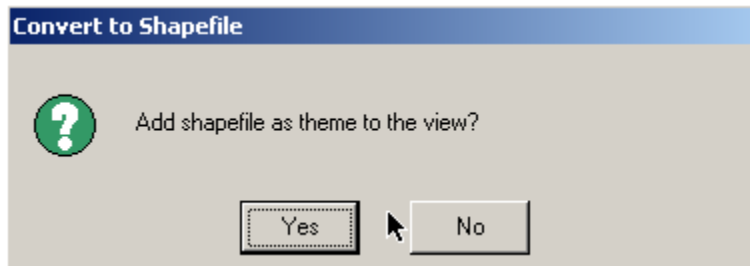 Convert to Shapefile
Add shapefile as theme to the view?
Yes No